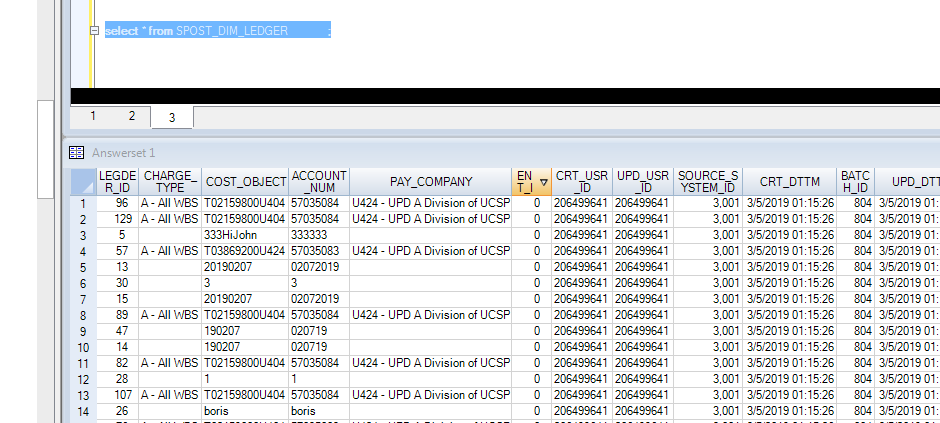 select * from SPOST_DIM_LEDGER ;
1 2 3
Answerset 1
LEGDE CHARGE_ COST_OBJECT ACCOUNT PAY_COMPANY EN CRT_USR UPD_USR SOURCE_S CRT_DTTM BATC UPD_DTT
R_ID TYPE _NUM T_I _ID _ID YSTEM_ID H_ID
1 96 A - All WBS T02159800U404 57035084 U424 - UPD A Division of UCSP 0 206499641 206499641 3,001 3/5/2019 01:15:26 804 3/5/2019 01:
2 129 A - All WBS T02159800U404 57035084 U424 - UPD A Division of UCSP 0 206499641 206499641 3,001 3/5/2019 01:15:26 804 3/5/2019 01:
3 5 333HiJohn 333333 0 206499641 206499641 3,001 3/5/2019 01:15:26 804 3/5/2019 01:
4 57 A - All WBS T03869200U424 57035083 U424 - UPD A Division of UCSP 0 206499641 206499641 3,001 3/5/2019 01:15:26 804 3/5/2019 01:
5 13 20190207 02072019 0 206499641 206499641 3,001 3/5/2019 01:15:26 804 3/5/2019 01:
6 30 3 3 0 206499641 206499641 3,001 3/5/2019 01:15:26 804 3/5/2019 01:
7 15 20190207 02072019 0 206499641 206499641 3,001 3/5/2019 01:15:26 804 3/5/2019 01:
8 89 A - All WBS T02159800U404 57035084 U424 - UPD A Division of UCSP 0 206499641 206499641 3,001 3/5/2019 01:15:26 804 3/5/2019 01:
9 47 190207 020719 0 206499641 206499641 3,001 3/5/2019 01:15:26 804 3/5/2019 01:
10 14 190207 020719 0 206499641 206499641 3,001 3/5/2019 01:15:26 804 3/5/2019 01:
11 82 A - All WBS T02159800U404 57035084 U424 - UPD A Division of UCSP 0 206499641 206499641 3,001 3/5/2019 01:15:26 804 3/5/2019 01:
12 28 1 1 0 206499641 206499641 3,001 3/5/2019 01:15:26 804 3/5/2019 01:
13 107 A - All WBS T02159800U404 57035084 U424 - UPD A Division of UCSP 0 206499641 206499641 3,001 3/5/2019 01:15:26 804 3/5/2019 01:
14 26 boris boris 0 206499641 206499641 3,001 3/5/2019 01:15:26 804 3/5/2019 01: